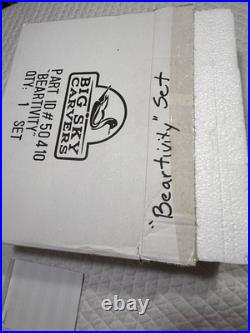 BIG SKY
CARVERS
PART ID # 50410
"BEARTIVITY"
QTY: 1 SET
"Beartivity" Set